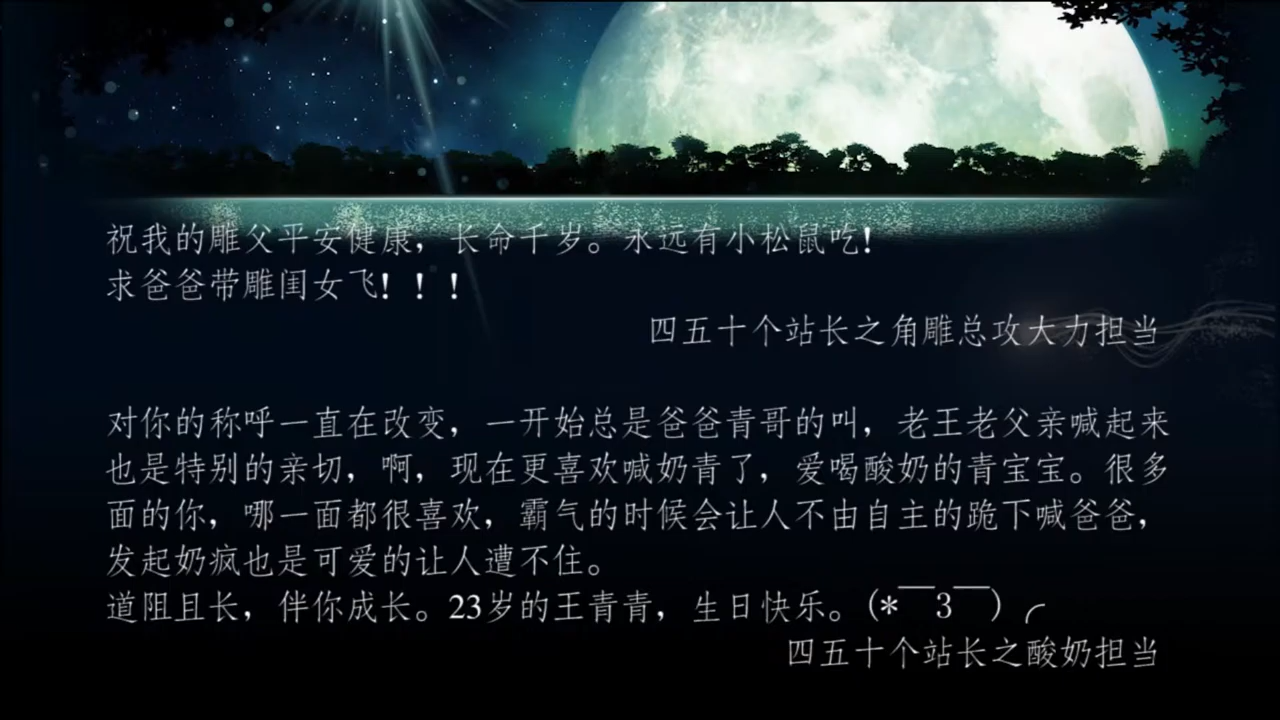 祝我的雕父平安健康，长命千岁。永远有小松鼠吃！
求爸爸带雕闺女飞！！！
四五十个站长之角雕总攻大力担当
对你的称呼一直在改变，一开始总是爸爸青哥的叫，老王老父亲喊起来
也是特别的亲切，啊，现在更喜欢喊奶青了，爱喝酸奶的青宝宝。很多
面的你，哪一面都很喜欢，霸气的时候会让人不由自主的跪下喊爸爸，
发起奶疯也是可爱的让人遭不住。
道阻且长，伴你成长。23岁的王青青，生日快乐。(*￣3￣)╭
四五十个站长之酸奶担当